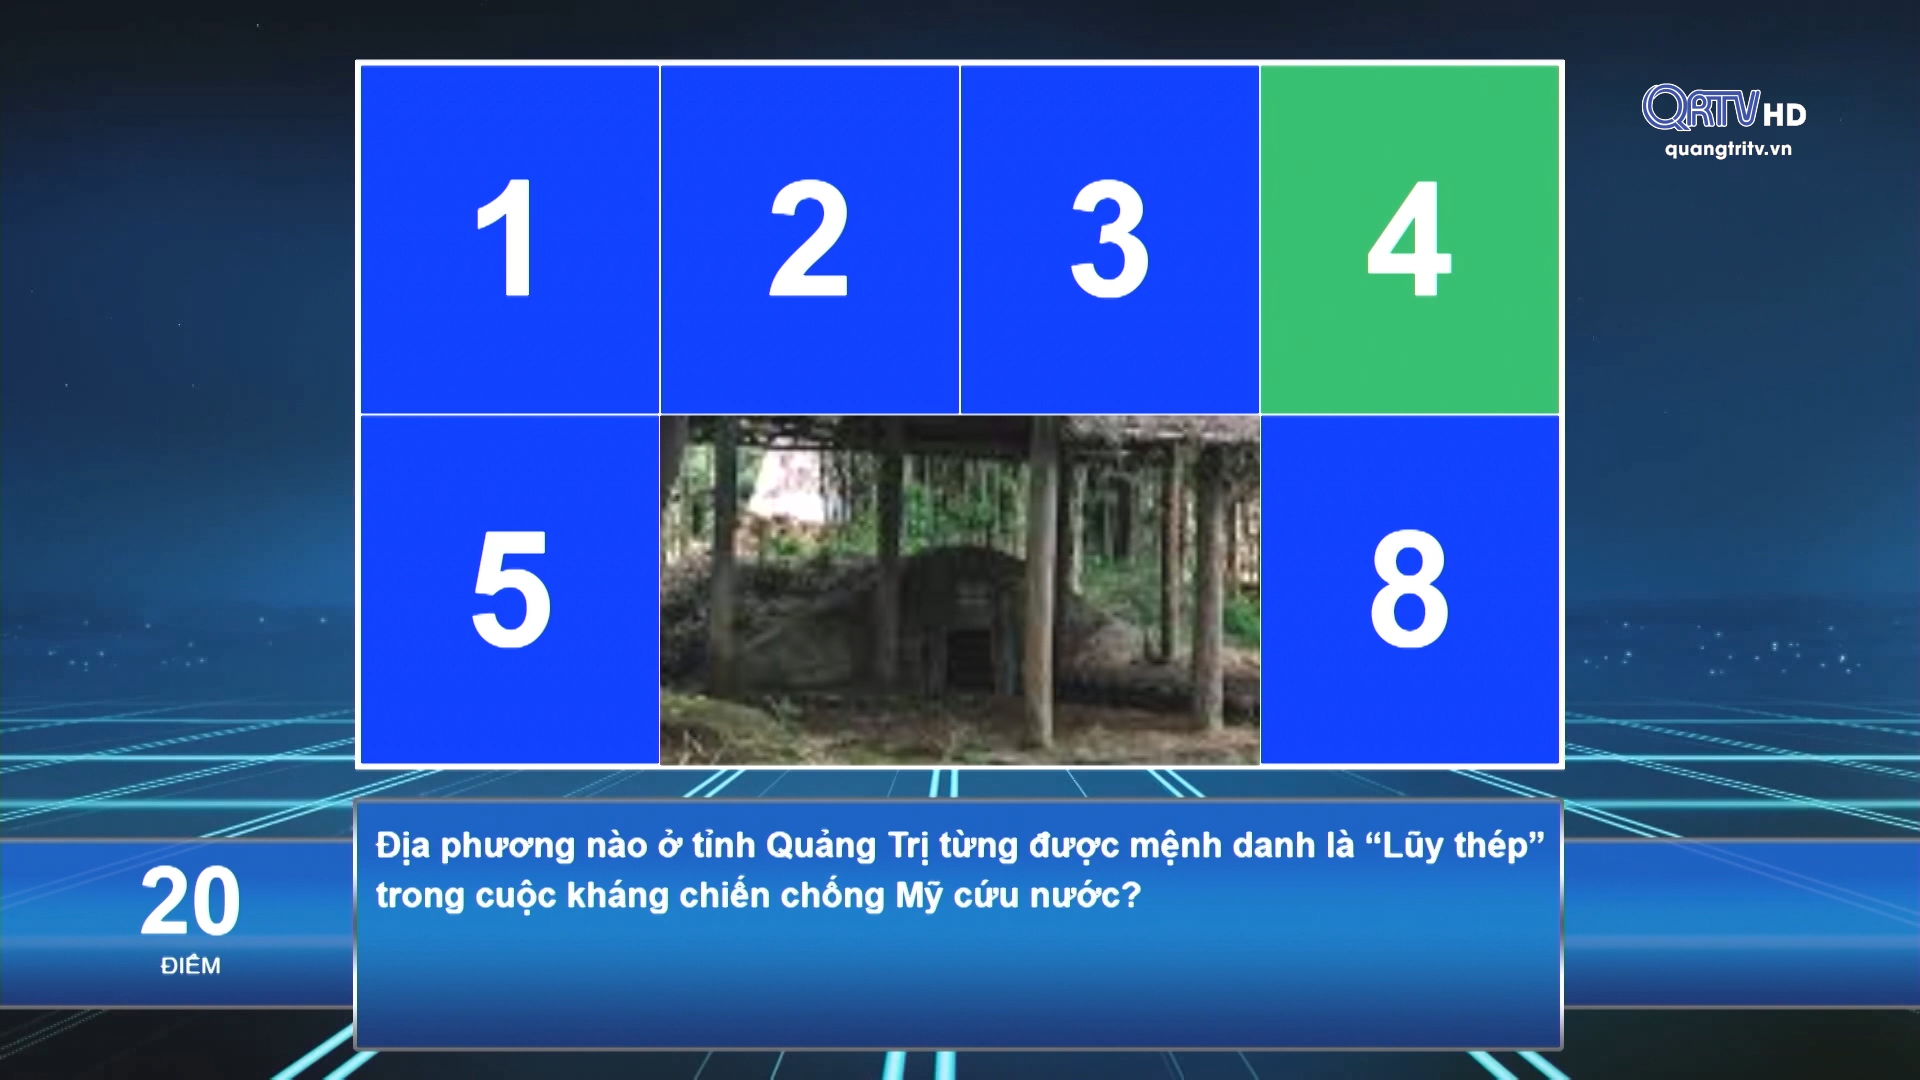 1 2 3 4
QRTV HD
quangtritv.vn
5 8
Địa phương nào ở tỉnh Quảng Trị từng được mệnh danh là “Lũy thép”
trong cuộc kháng chiến chống Mỹ cứu nước?
20
ĐIỂM